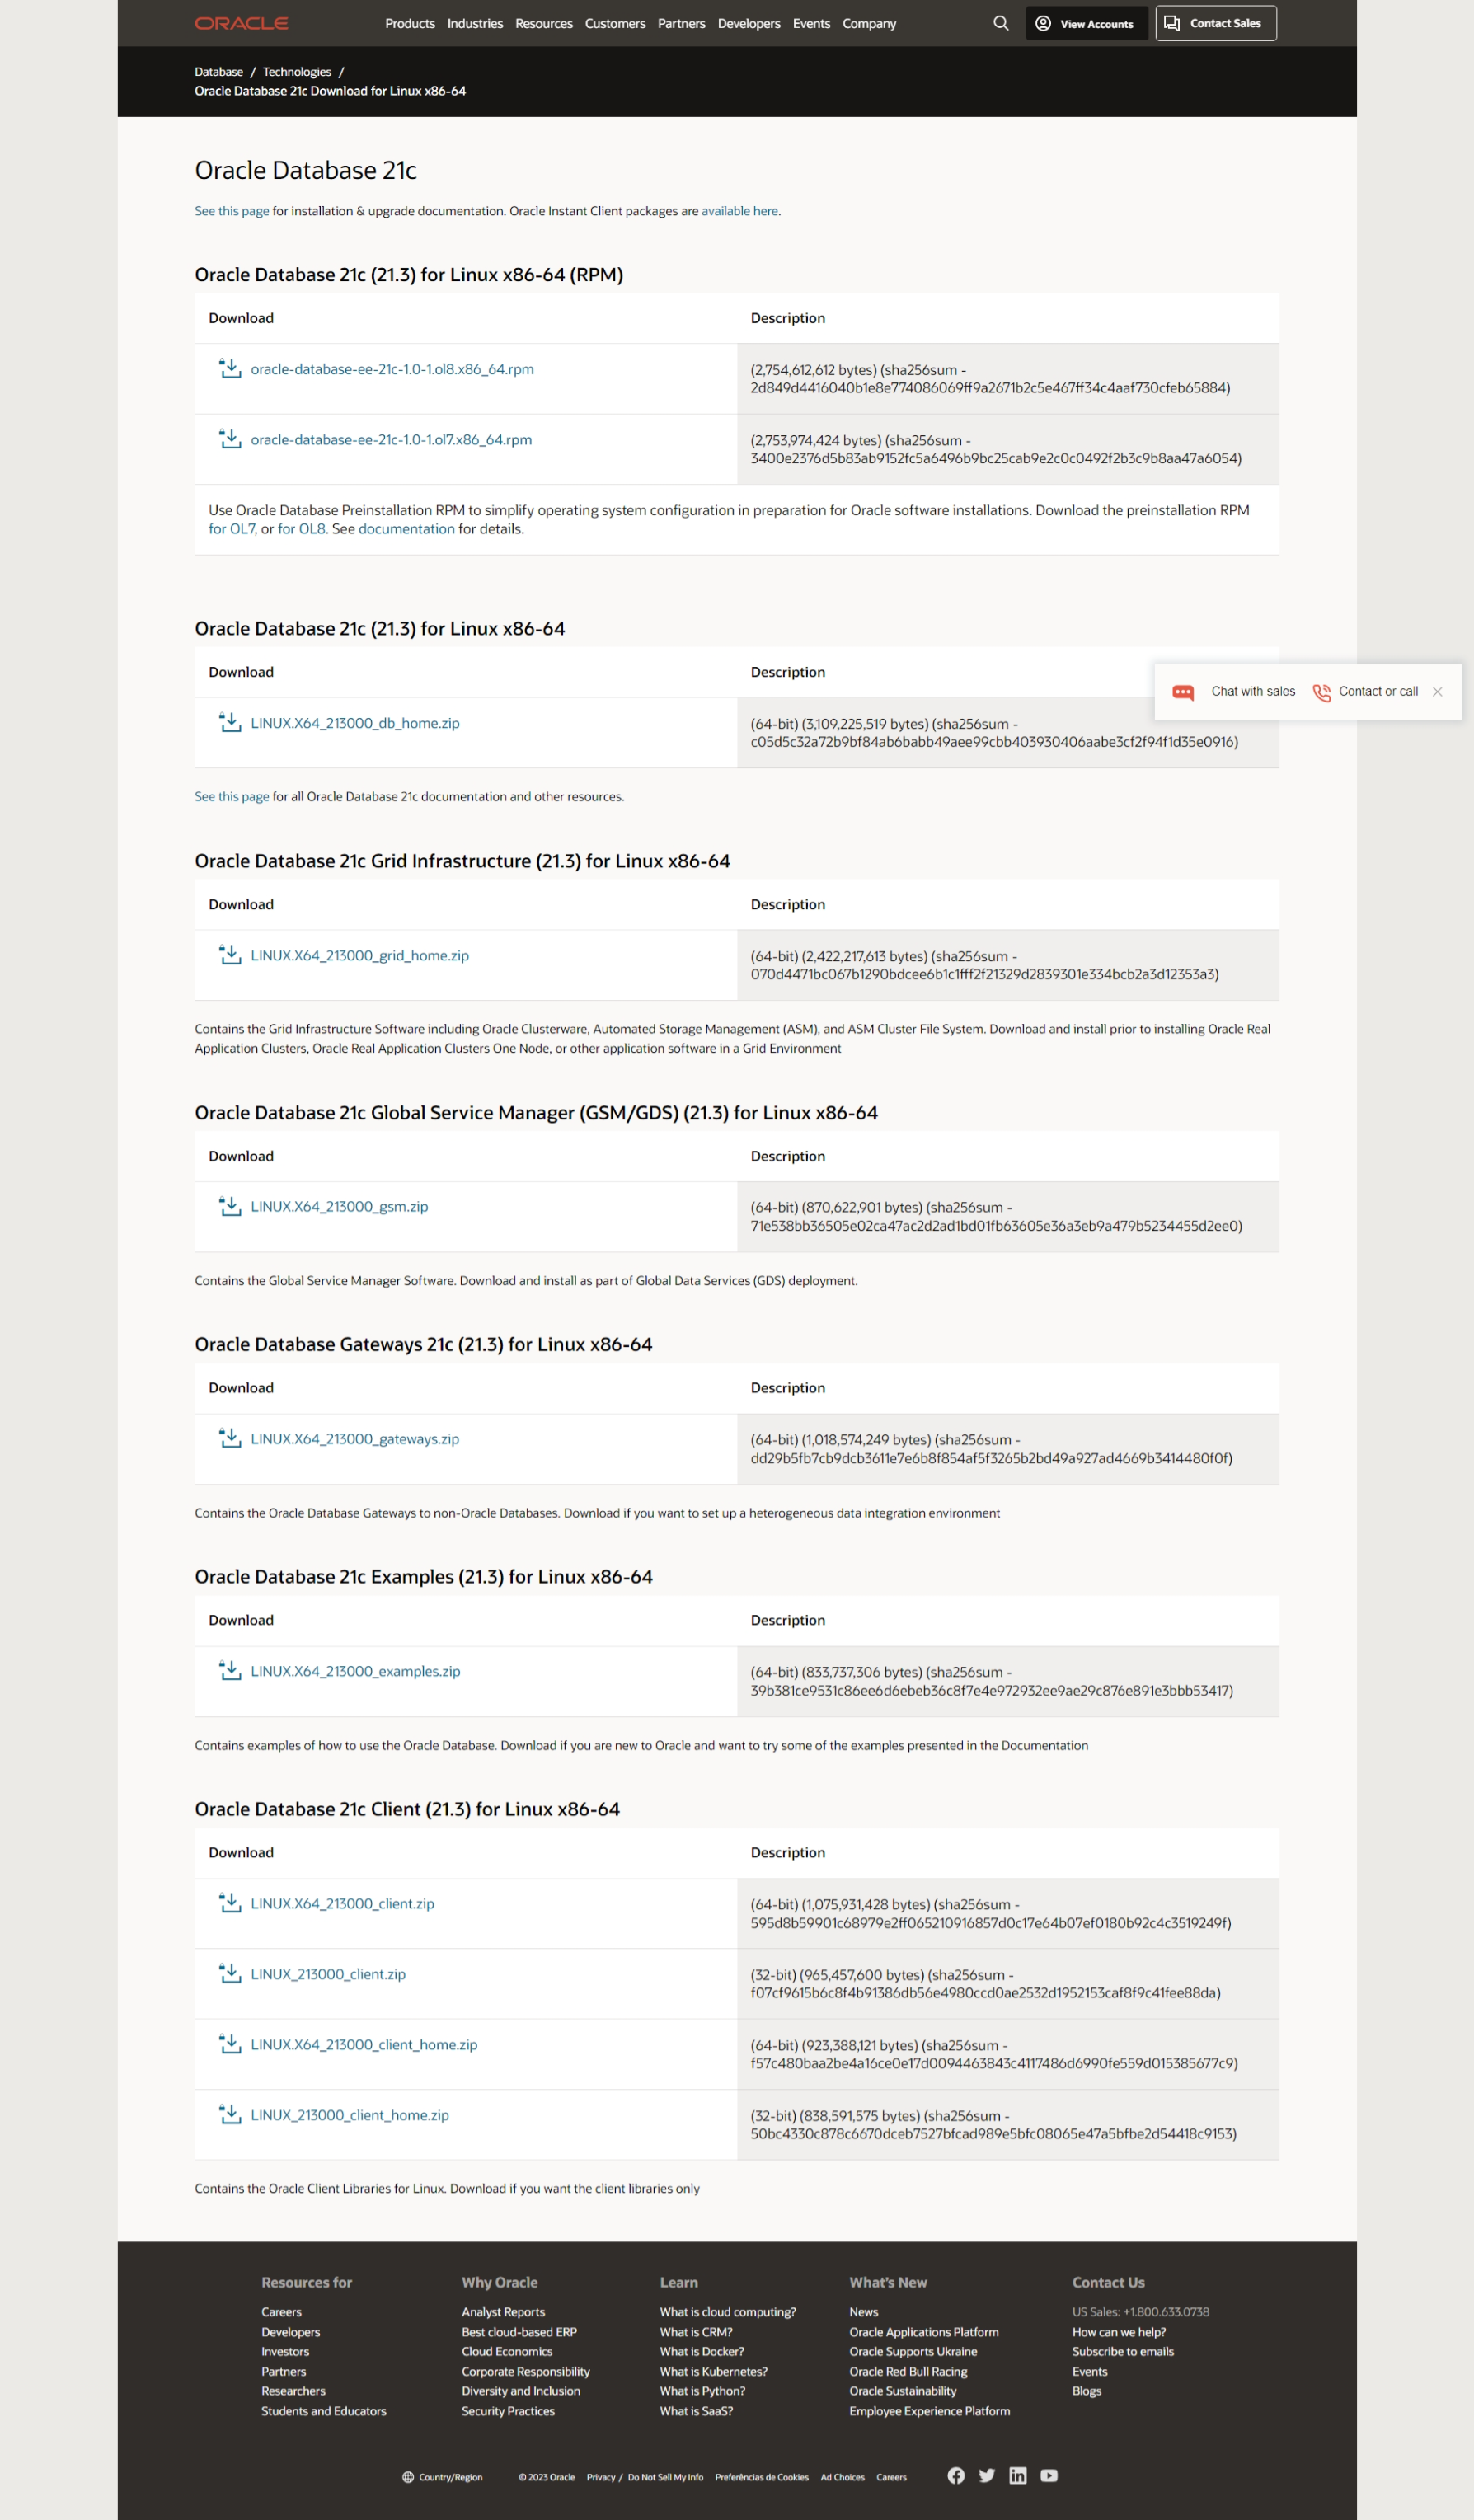 ORACLE
Products Industries Resources Customers Partners Developers Events Company
View Accounts
Contact Sales
Database / Technologies /
Oracle Database 21c Download for Linux x86-64
Oracle Database 21c
See this page for installation & upgrade documentation. Oracle Instant Client packages are available here.
Oracle Database 21c (21.3) for Linux x86-64 (RPM)
Download Description
oracle-database-ee-21c-1.0-1.ol8.x86_64.rpm
(2,754,612,612 bytes) (sha256sum -
2d849d4416040b1e8e774086069ff9a2671b2c5e467ff34c4aaf730cfeb65884)
oracle-database-ee-21c-1.0-1.ol7.x86_64.rpm
(2,753,974,424 bytes) (sha256sum -
3400e2376d5b83ab9152fc5a6496b9bc25cab9e2c0c0492f2b3c9b8aa47a6054)
Use Oracle Database Preinstallation RPM to simplify operating system configuration in preparation for Oracle software installations. Download the preinstallation RPM
for OL7, or for OL8. See documentation for details.
Oracle Database 21c (21.3) for Linux x86-64
Download Description
Chat with sales Contact or call
LINUX.X64_213000_db_home.zip
(64-bit) (3,109,225,519 bytes) (sha256sum -
c05d5c32a72b9bf84ab6babb49aee99cbb403930406aabe3cf2f94f1d35e0916)
See this page for all Oracle Database 21c documentation and other resources.
Oracle Database 21c Grid Infrastructure (21.3) for Linux x86-64
Download Description
LINUX.X64_213000_grid_home.zip
(64-bit) (2,422,217,613 bytes) (sha256sum -
070d4471bc067b1290bdcee6b1c1fff2f21329d2839301e334bcb2a3d12353a3)
Contains the Grid Infrastructure Software including Oracle Clusterware, Automated Storage Management (ASM), and ASM Cluster File System. Download and install prior to installing Oracle Real
Application Clusters, Oracle Real Application Clusters One Node, or other application software in a Grid Environment
Oracle Database 21c Global Service Manager (GSM/GDS) (21.3) for Linux x86-64
Download Description
LINUX.X64_213000_gsm.zip
(64-bit) (870,622,901 bytes) (sha256sum -
71e538bb36505e02ca47ac2d2ad1bd01fb63605e36a3eb9a479b5234455d2ee0)
Contains the Global Service Manager Software. Download and install as part of Global Data Services (GDS) deployment.
Oracle Database Gateways 21c (21.3) for Linux x86-64
Download Description
LINUX.X64_213000_gateways.zip
(64-bit) (1,018,574,249 bytes) (sha256sum -
dd29b5fb7cb9dcb3611e7e6b8f854af5f3265b2bd49a927ad4669b3414480f0f)
Contains the Oracle Database Gateways to non-Oracle Databases. Download if you want to set up a heterogeneous data integration environment
Oracle Database 21c Examples (21.3) for Linux x86-64
Download Description
LINUX.X64_213000_examples.zip
(64-bit) (833,737,306 bytes) (sha256sum -
39b381ce9531c86ee6d6ebeb36c8f7e4e972932ee9ae29c876e891e3bbb53417)
Contains examples of how to use the Oracle Database. Download if you are new to Oracle and want to try some of the examples presented in the Documentation
Oracle Database 21c Client (21.3) for Linux x86-64
Download Description
LINUX.X64_213000_client.zip
(64-bit) (1,075,931,428 bytes) (sha256sum -
595d8b59901c68979e2ff065210916857d0c17e64b07ef0180b92c4c3519249f)
LINUX_213000_client.zip
(32-bit) (965,457,600 bytes) (sha256sum -
f07cf9615b6c8f4b91386db56e4980ccd0ae2532d1952153caf8f9c41fee88da)
LINUX.X64_213000_client_home.zip
(64-bit) (923,388,121 bytes) (sha256sum -
f57c480baa2be4a16ce0e17d0094463843c4117486d6990fe559d015385677c9)
LINUX_213000_client_home.zip
(32-bit) (838,591,575 bytes) (sha256sum -
50bc4330c878c6670dceb7527bfcad989e5bfc08065e47a5bfbe2d54418c9153)
Contains the Oracle Client Libraries for Linux. Download if you want the client libraries only
Resources for
Careers
Developers
Investors
Partners
Researchers
Students and Educators
Why Oracle
Analyst Reports
Best cloud-based ERP
Cloud Economics
Corporate Responsibility
Diversity and Inclusion
Security Practices
Learn
What is cloud computing?
What is CRM?
What is Docker?
What is Kubernetes?
What is Python?
What is SaaS?
What's New
News
Oracle Applications Platform
Oracle Supports Ukraine
Oracle Red Bull Racing
Oracle Sustainability
Employee Experience Platform
Contact Us
US Sales: +1.800.633.0738
How can we help?
Subscribe to emails
Events
Blogs
Country/Region © 2023 Oracle Privacy / Do Not Sell My Info Preferências de Cookies Ad Choices Careers